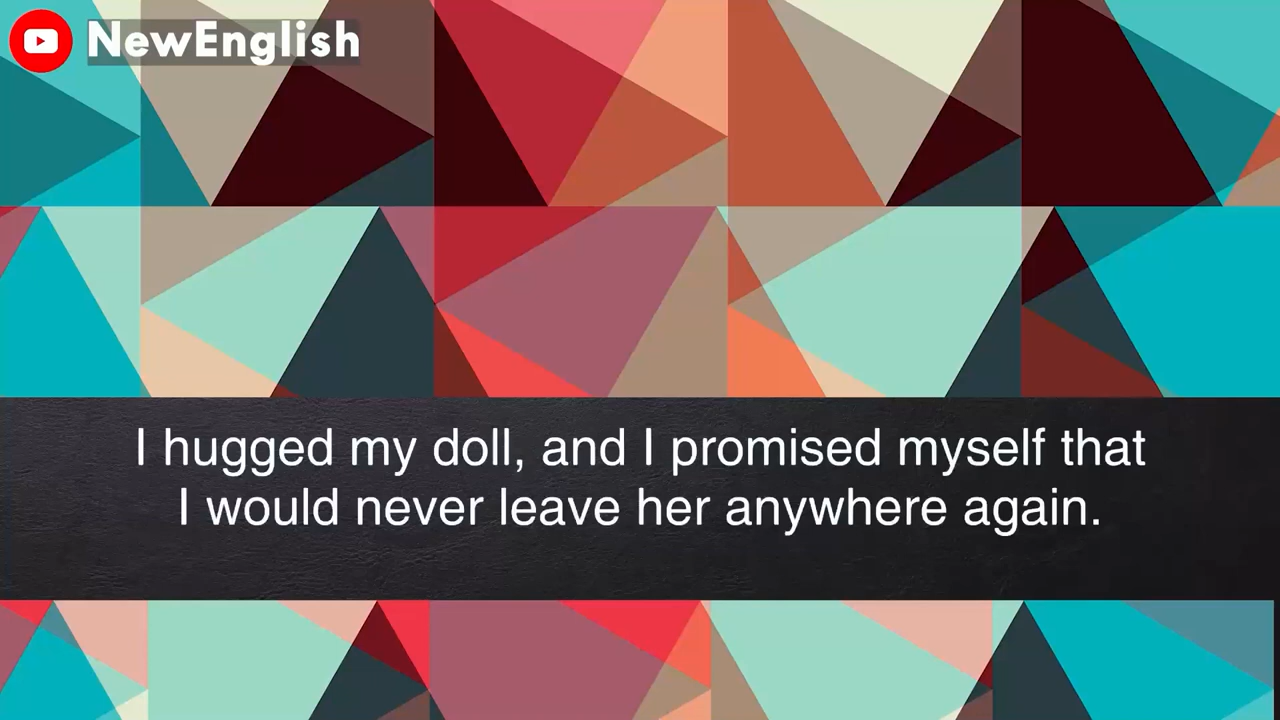 NewEnglish
I hugged my doll, and I promised myself that
I would never leave her anywhere again.